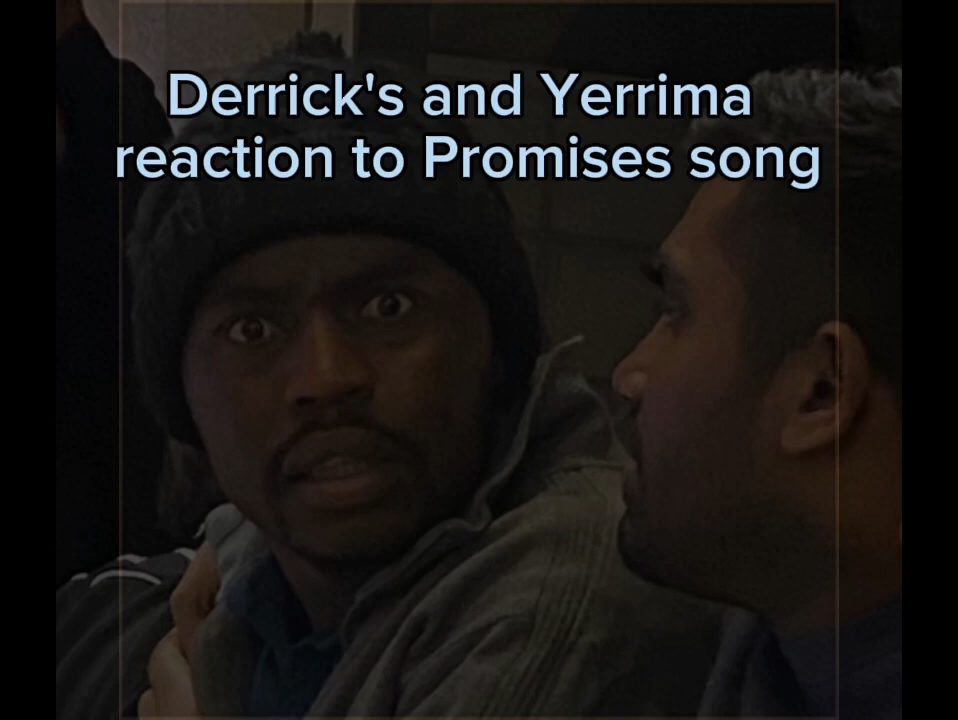 Derrick's and Yerrima
reaction to Promises song